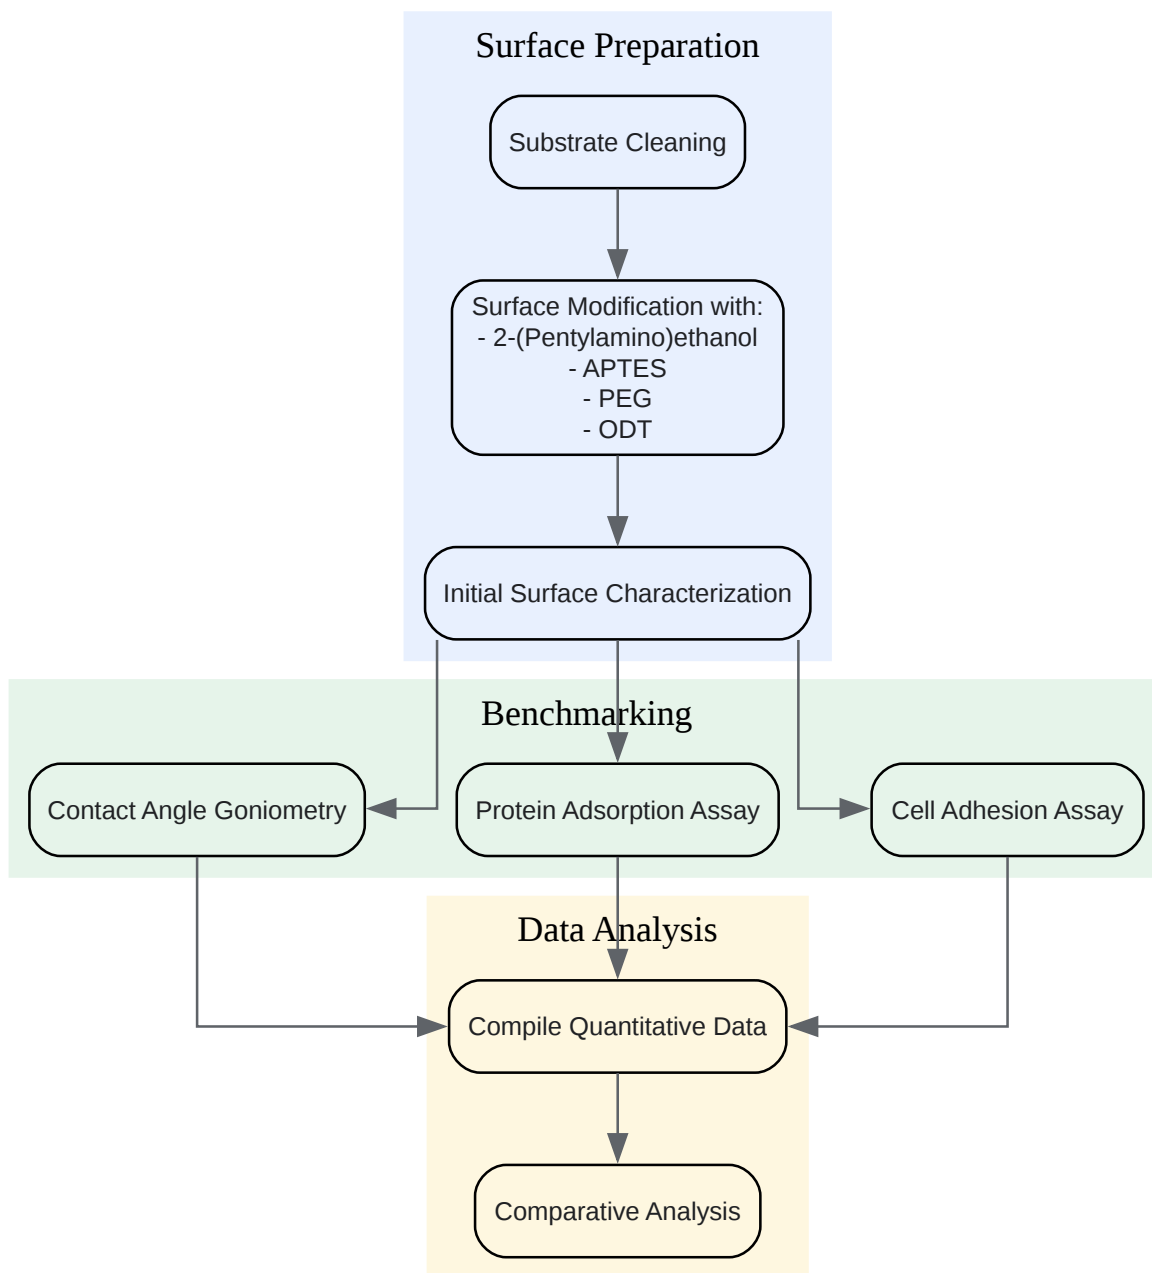 Surface Preparation
Substrate Cleaning
Surface Modification with:
- 2-(Pentylamino)ethanol
- APTES
- PEG
- ODT
Initial Surface Characterization
Benchmarking
Contact Angle Goniometry
Protein Adsorption Assay
Cell Adhesion Assay
Data Analysis
Compile Quantitative Data
Comparative Analysis